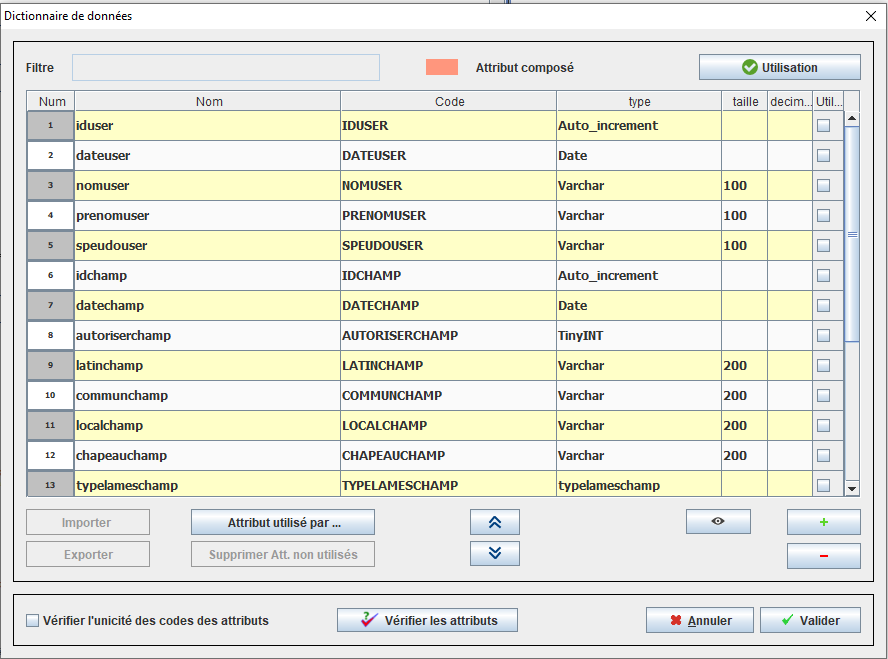 Dictionnaire de données
Filtre Attribut composé Utilisation
Num Nom Code type taille decim... Util...
1 iduser IDUSER Auto_increment
2 dateuser DATEUSER Date
3 nomuser NOMUSER Varchar 100
4 prenomuser PRENOMUSER Varchar 100
5 speudouser SPEUDOUSER Varchar 100
6 idchamp IDCHAMP Auto_increment
7 datechamp DATECHAMP Date
8 autoriserchamp AUTORISERCHAMP TinyINT
9 latinchamp LATINCHAMP Varchar 200
10 communchamp COMMUNCHAMP Varchar 200
11 localchamp LOCALCHAMP Varchar 200
12 chapeauchamp CHAPEAUCHAMP Varchar 200
13 typelameschamp TYPELAMESCHAMP typelameschamp
Importer Attribut utilisé par ...
Exporter Supprimer Att. non utilisés
Vérifier l'unicité des codes des attributs Vérifier les attributs Annuler Valider